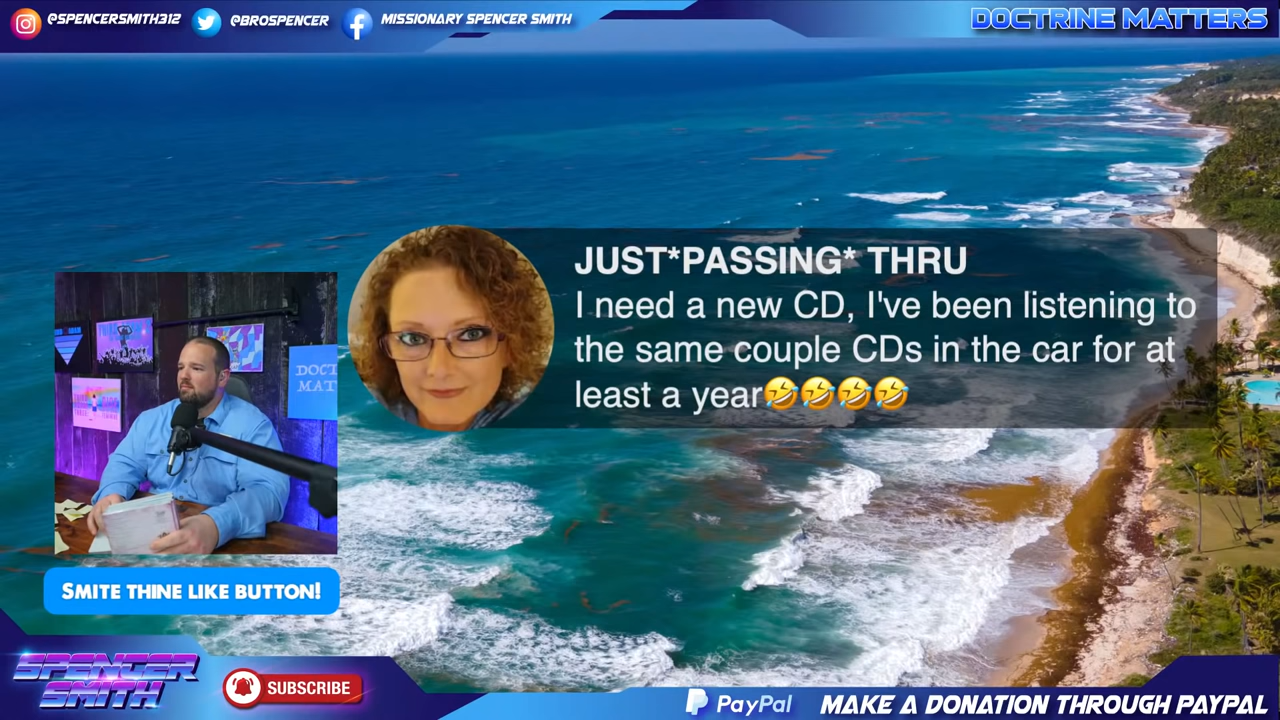 @SPENCERSMITH312
@BROSPENCER
MISSIONARY SPENCER SMITH
DOCTRINE MATTERS
JUST*PASSING* THRU
I need a new CD, I've been listening to
the same couple CDs in the car for at
least a year🤣🤣🤣🤣
DOCT
MAT
SMITE THINE LIKE BUTTON!
SPENCER
SMITH
SUBSCRIBE
PayPal
MAKE A DONATION THROUGH PAYPAL